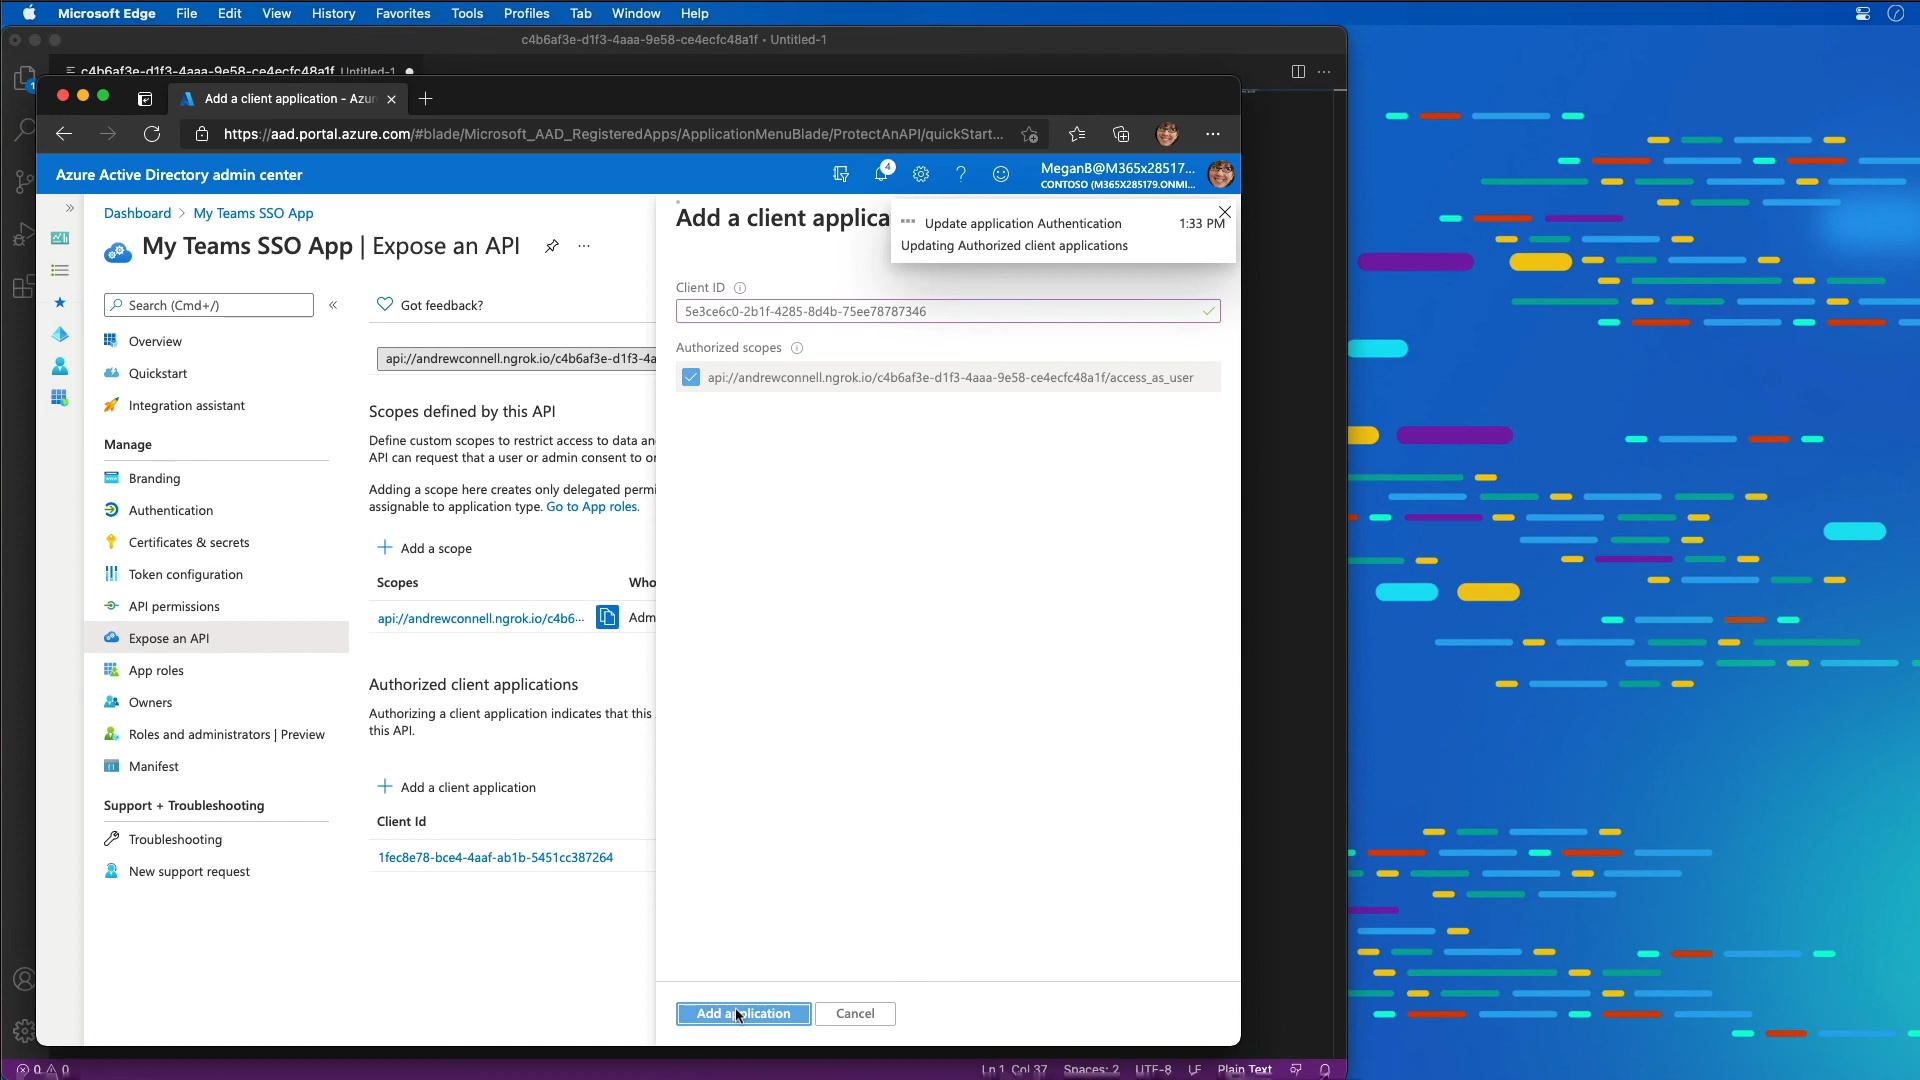 Microsoft Edge File Edit View History Favorites Tools Profiles Tab Window Help
c4b6af3e-d1f3-4aaa-9e58-ce4ecfc48a1f • Untitled-1
c4b6af3e-d1f3-4aaa-9e58-ce4ecfc48a1f Untitled-1
Add a client application - Azur
https://aad.portal.azure.com/#blade/Microsoft_AAD_RegisteredApps/ApplicationMenuBlade/ProtectAnAPI/quickStart...
Azure Active Directory admin center
4
MeganB@M365x28517...
CONTOSO (M365X285179.ONMI...
Dashboard > My Teams SSO App
My Teams SSO App | Expose an API
Search (Cmd+/)
Overview
Quickstart
Integration assistant
Manage
Branding
Authentication
Certificates & secrets
Token configuration
API permissions
Expose an API
App roles
Owners
Roles and administrators | Preview
Manifest
Support + Troubleshooting
Troubleshooting
New support request
Got feedback?
api://andrewconnell.ngrok.io/c4b6af3e-d1f3-4a
Scopes defined by this API
Define custom scopes to restrict access to data an
API can request that a user or admin consent to or
Adding a scope here creates only delegated permi
assignable to application type. Go to App roles.
Add a scope
Scopes Who
api://andrewconnell.ngrok.io/c4b6... Adm
Authorized client applications
Authorizing a client application indicates that this
this API.
Add a client application
Client Id
1fec8e78-bce4-4aaf-ab1b-5451cc387264
Add a client applica
Update application Authentication 1:33 PM
Updating Authorized client applications
Client ID
5e3ce6c0-2b1f-4285-8d4b-75ee78787346
Authorized scopes
api://andrewconnell.ngrok.io/c4b6af3e-d1f3-4aaa-9e58-ce4ecfc48a1f/access_as_user
Add application Cancel
0 0
Ln 1, Col 37 Spaces: 2 UTF-8 LF Plain Text